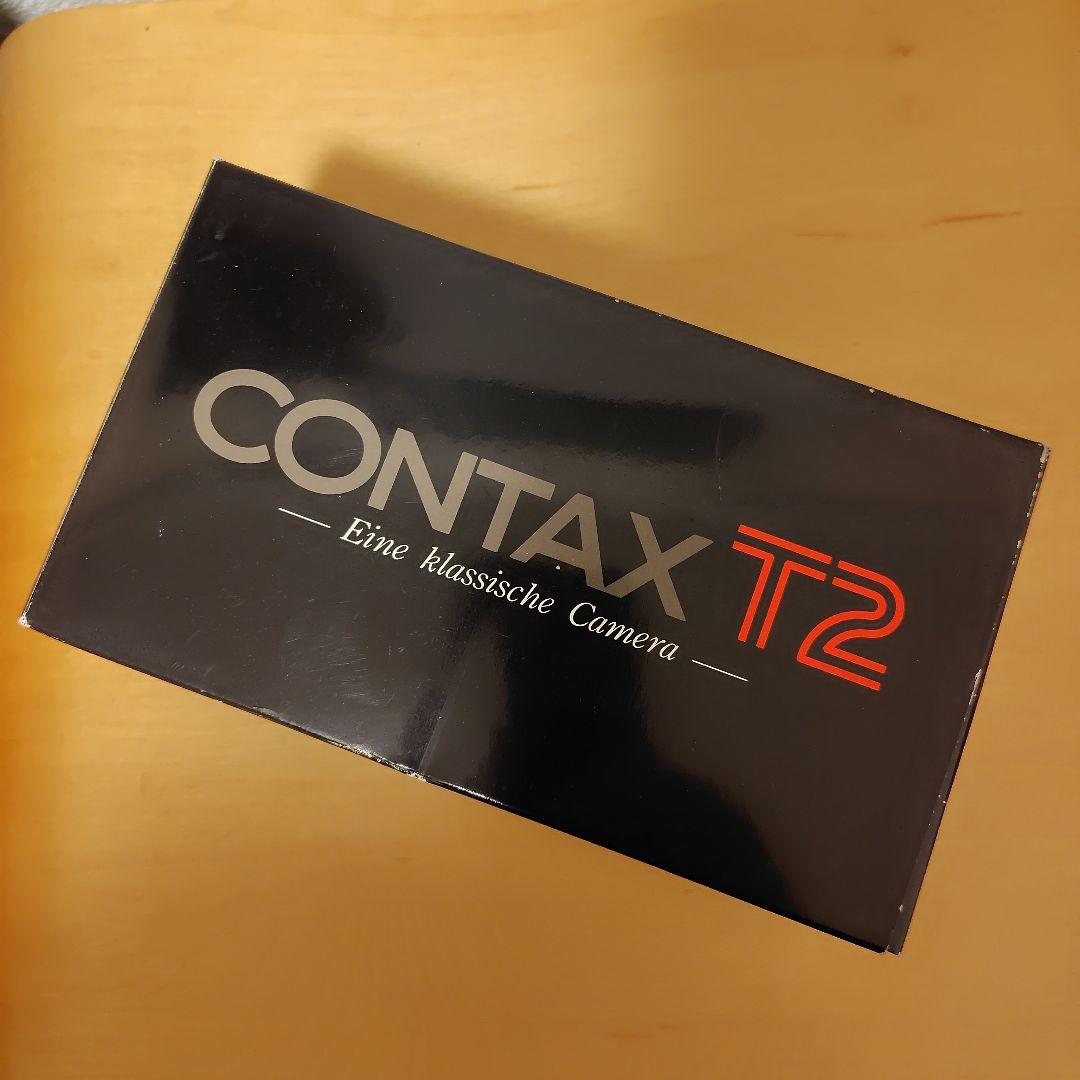 CONTAX T2
— Eine klassische Camera —